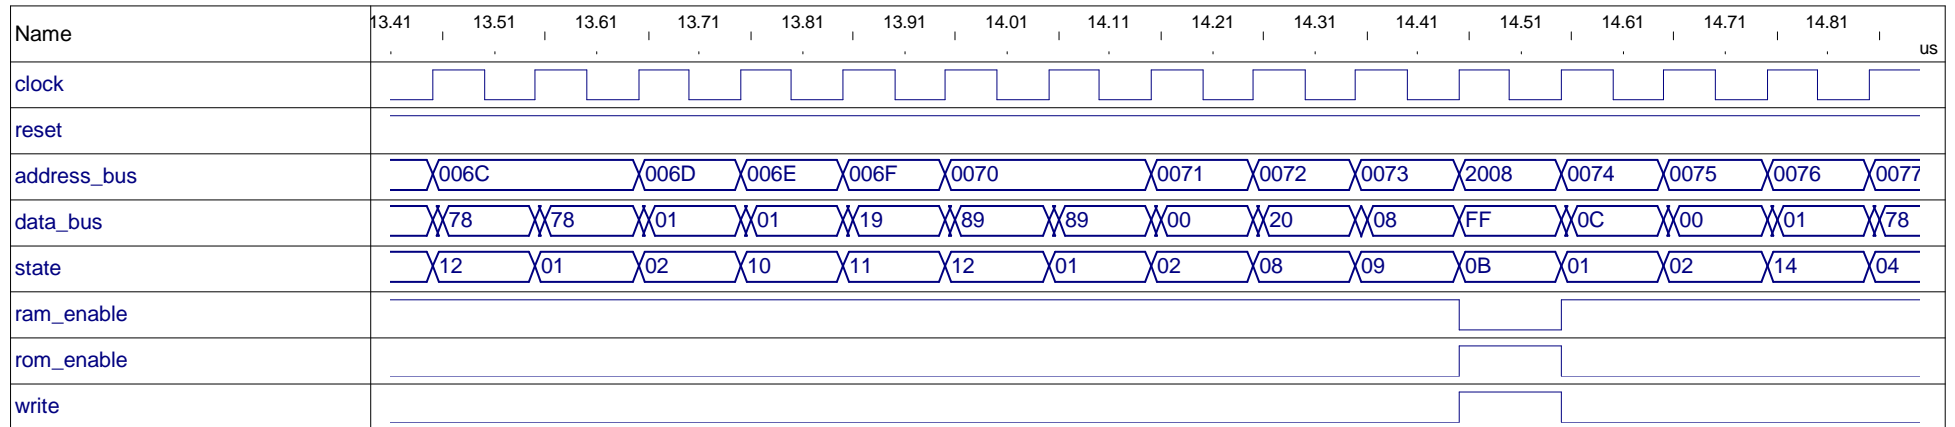 Name 13.41 13.51 13.61 13.71 13.81 13.91 14.01 14.11 14.21 14.31 14.41 14.51 14.61 14.71 14.81 us
clock
reset
address_bus 006C 006D 006E 006F 0070 0071 0072 0073 2008 0074 0075 0076 0077
data_bus 78 78 01 01 19 89 89 00 20 08 FF 0C 00 01 78
state 12 01 02 10 11 12 01 02 08 09 0B 01 02 14 04
ram_enable
rom_enable
write